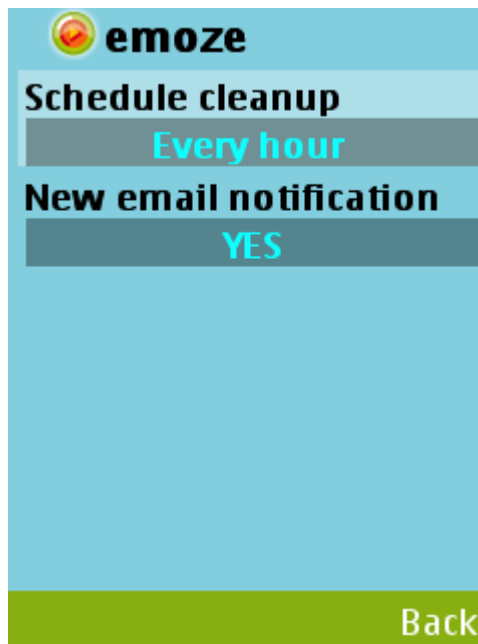 emoze
Schedule cleanup
Every hour
New email notification
YES
Back